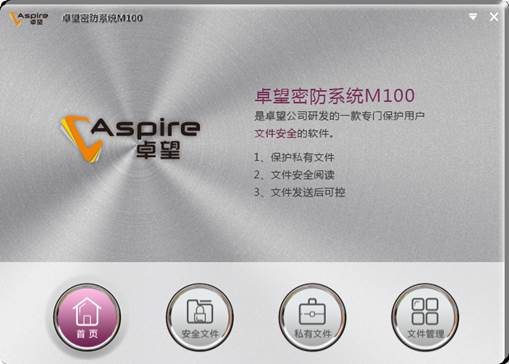 Aspire
卓望
卓望密防系统M100
Aspire
卓望
卓望密防系统M100
是卓望公司研发的一款专门保护用户
文件安全的软件。
1、保护私有文件
2、文件安全阅读
3、文件发送后可控
首页
安全文件
私有文件
文件管理